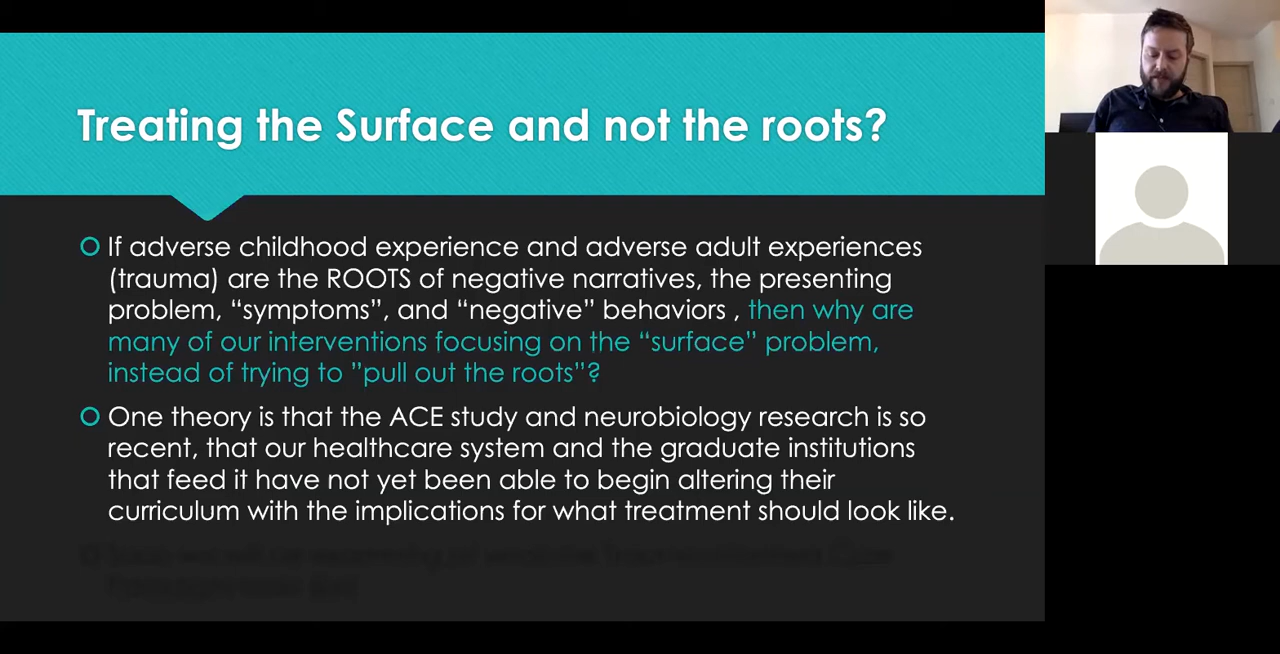 Treating the Surface and not the roots?
If adverse childhood experience and adverse adult experiences
(trauma) are the ROOTS of negative narratives, the presenting
problem, “symptoms”, and “negative” behaviors , then why are
many of our interventions focusing on the “surface” problem,
instead of trying to ”pull out the roots”?
One theory is that the ACE study and neurobiology research is so
recent, that our healthcare system and the graduate institutions
that feed it have not yet been able to begin altering their
curriculum with the implications for what treatment should look like.